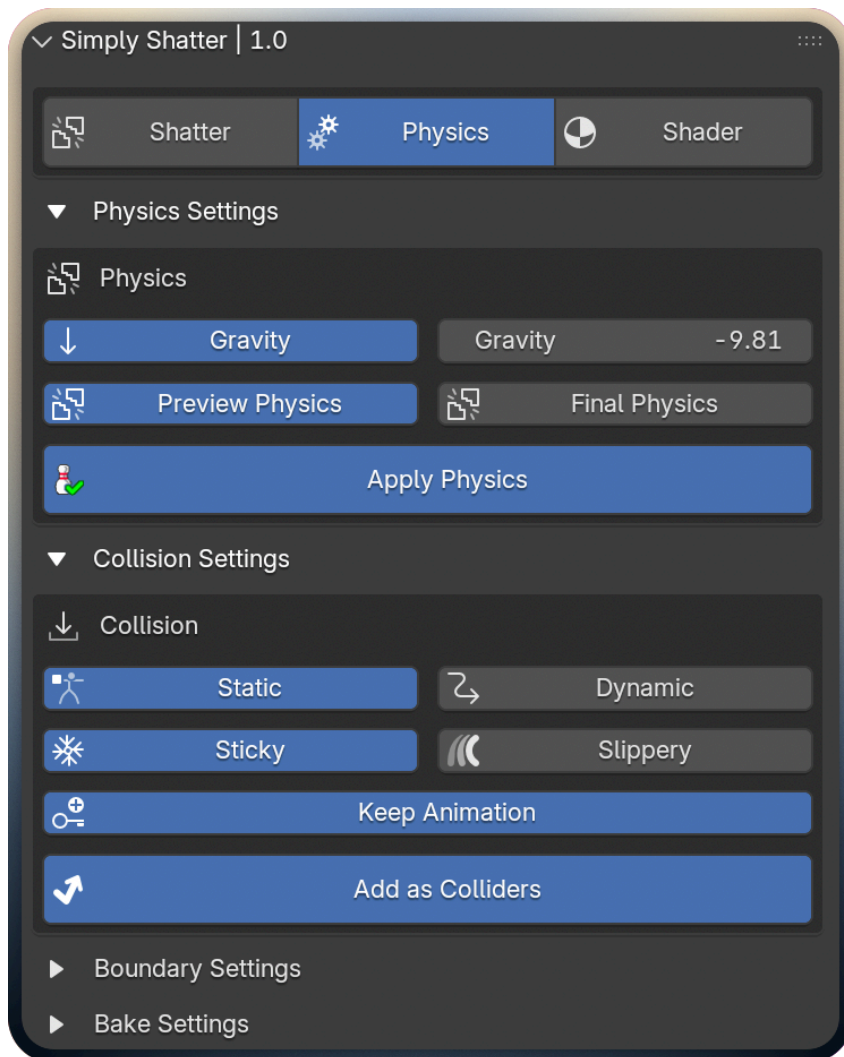 Simply Shatter | 1.0
Shatter Physics Shader
Physics Settings
Physics
Gravity Gravity -9.81
Preview Physics Final Physics
Apply Physics
Collision Settings
Collision
Static Dynamic
Sticky Slippery
Keep Animation
Add as Colliders
Boundary Settings
Bake Settings